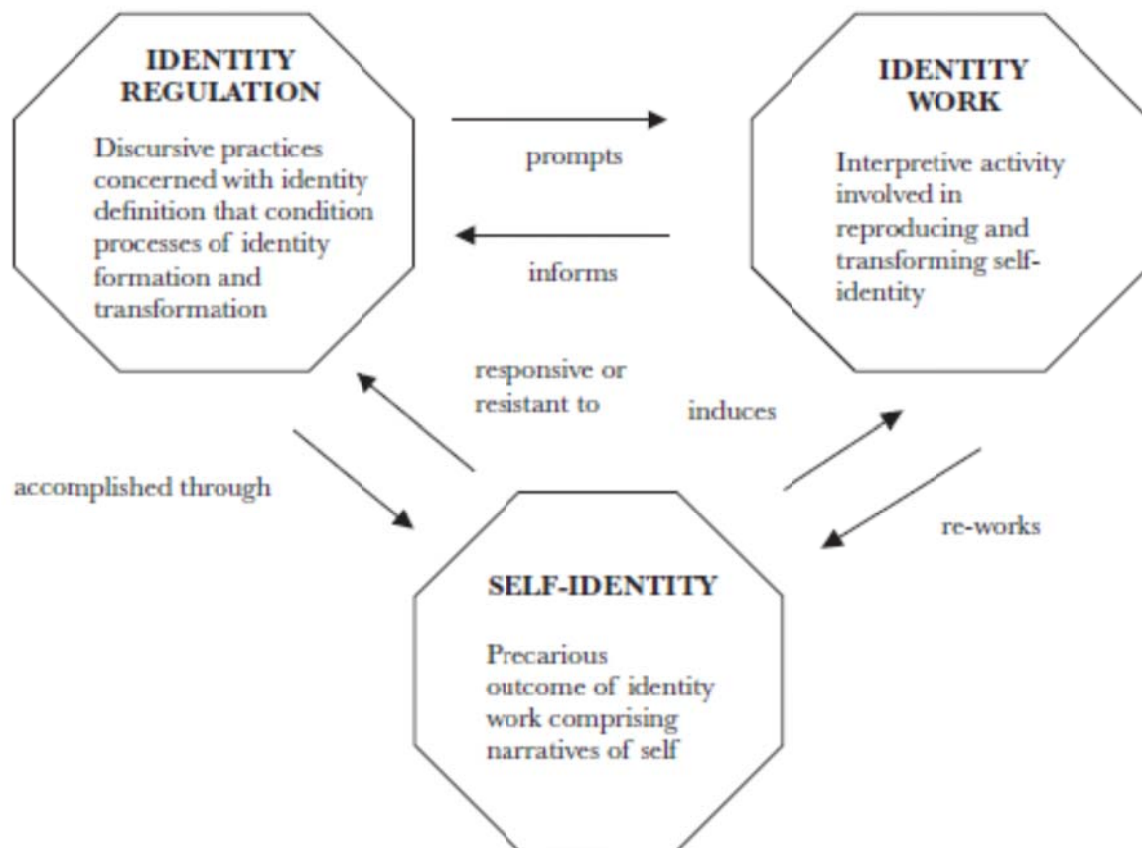 IDENTITY
REGULATION
Discursive practices
concerned with identity
definition that condition
processes of identity
formation and
transformation
prompts
informs
IDENTITY
WORK
Interpretive activity
involved in
reproducing and
transforming self-
identity
responsive or
resistant to
induces
accomplished through
re-works
SELF-IDENTITY
Precarious
outcome of identity
work comprising
narratives of self